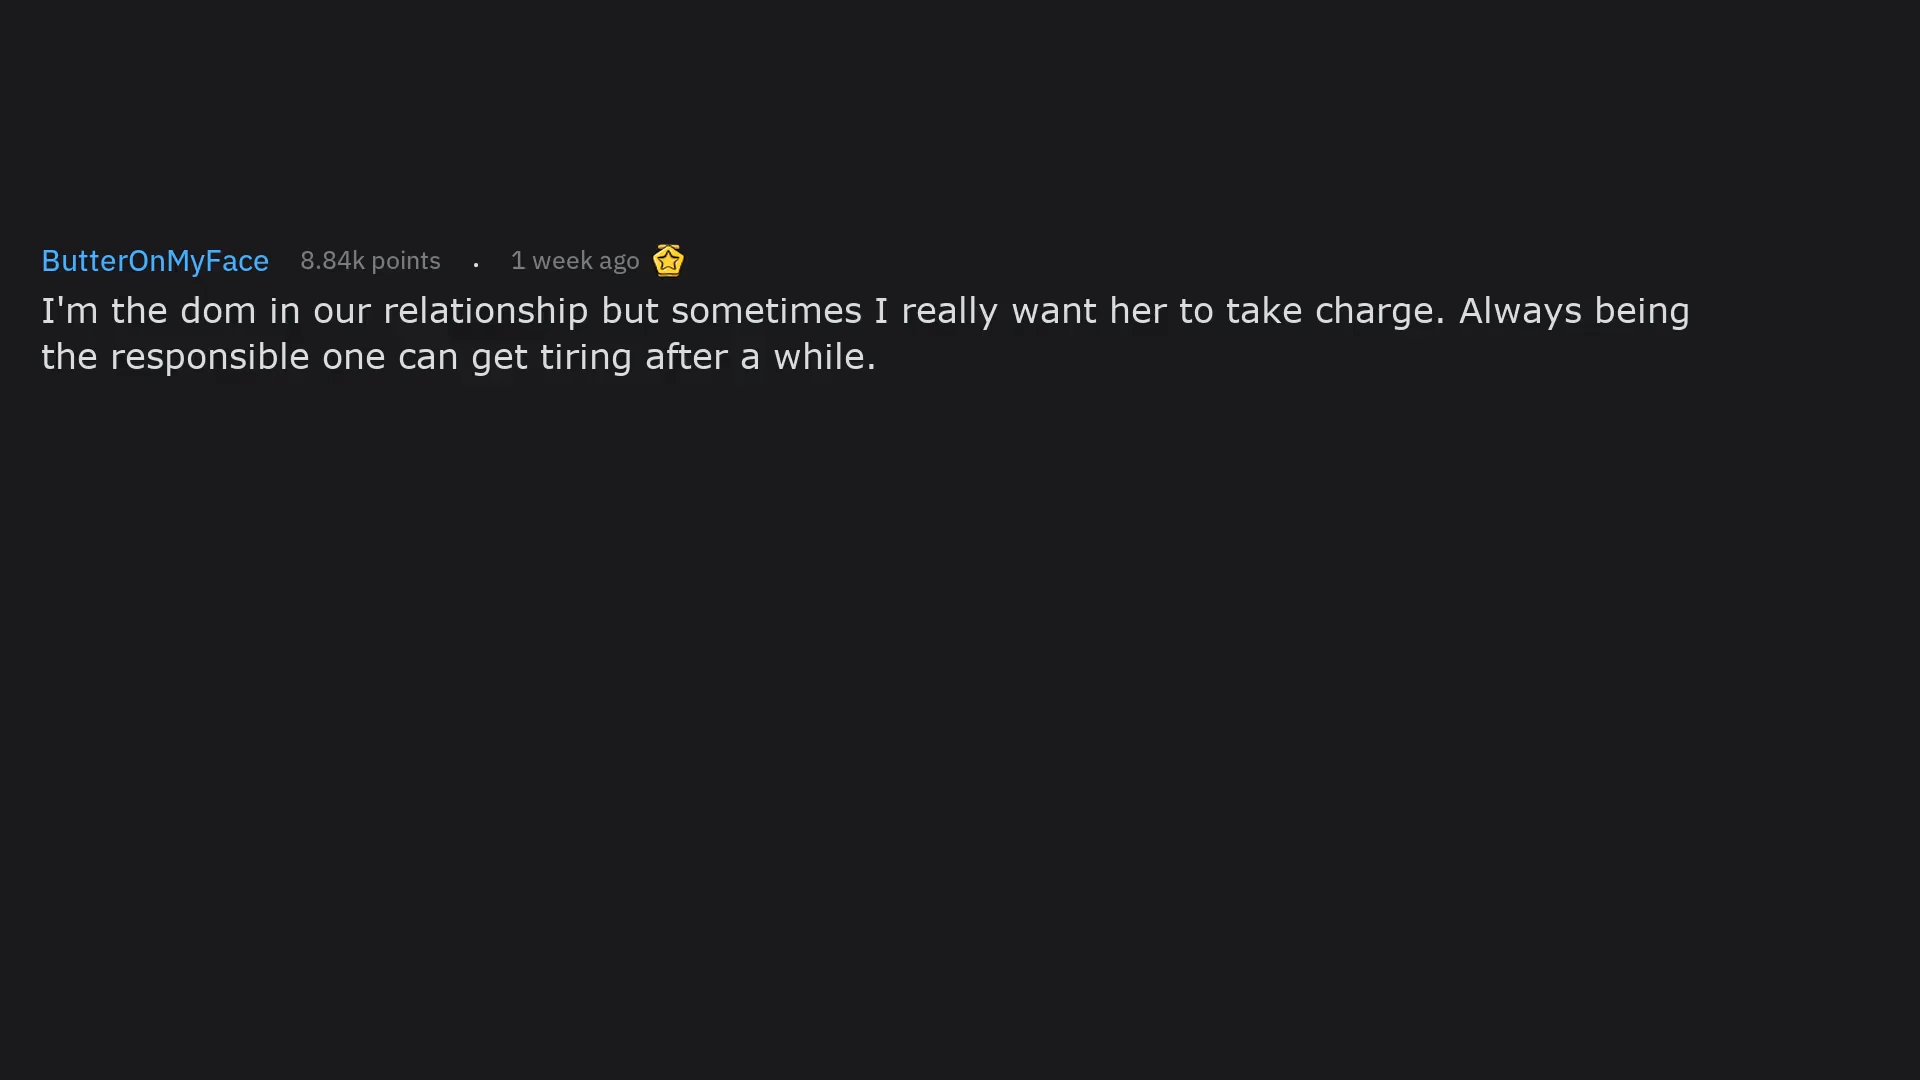 ButterOnMyFace 8.84k points . 1 week ago
I'm the dom in our relationship but sometimes I really want her to take charge. Always being
the responsible one can get tiring after a while.